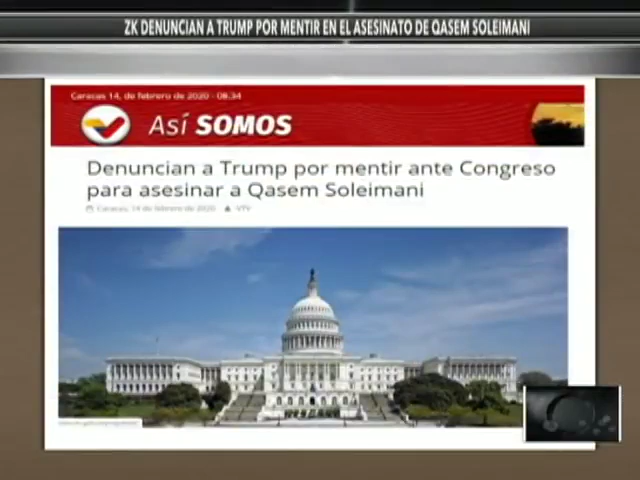 ZK DENUNCIAN A TRUMP POR MENTIR EN EL ASESINATO DE QASEM SOLEIMANI
Caracas 14, de febrero de 2020 - 08:34
Así SOMOS
Denuncian a Trump por mentir ante Congreso
para asesinar a Qasem Soleimani
Caracas, 14 de febrero de 2020 VTV